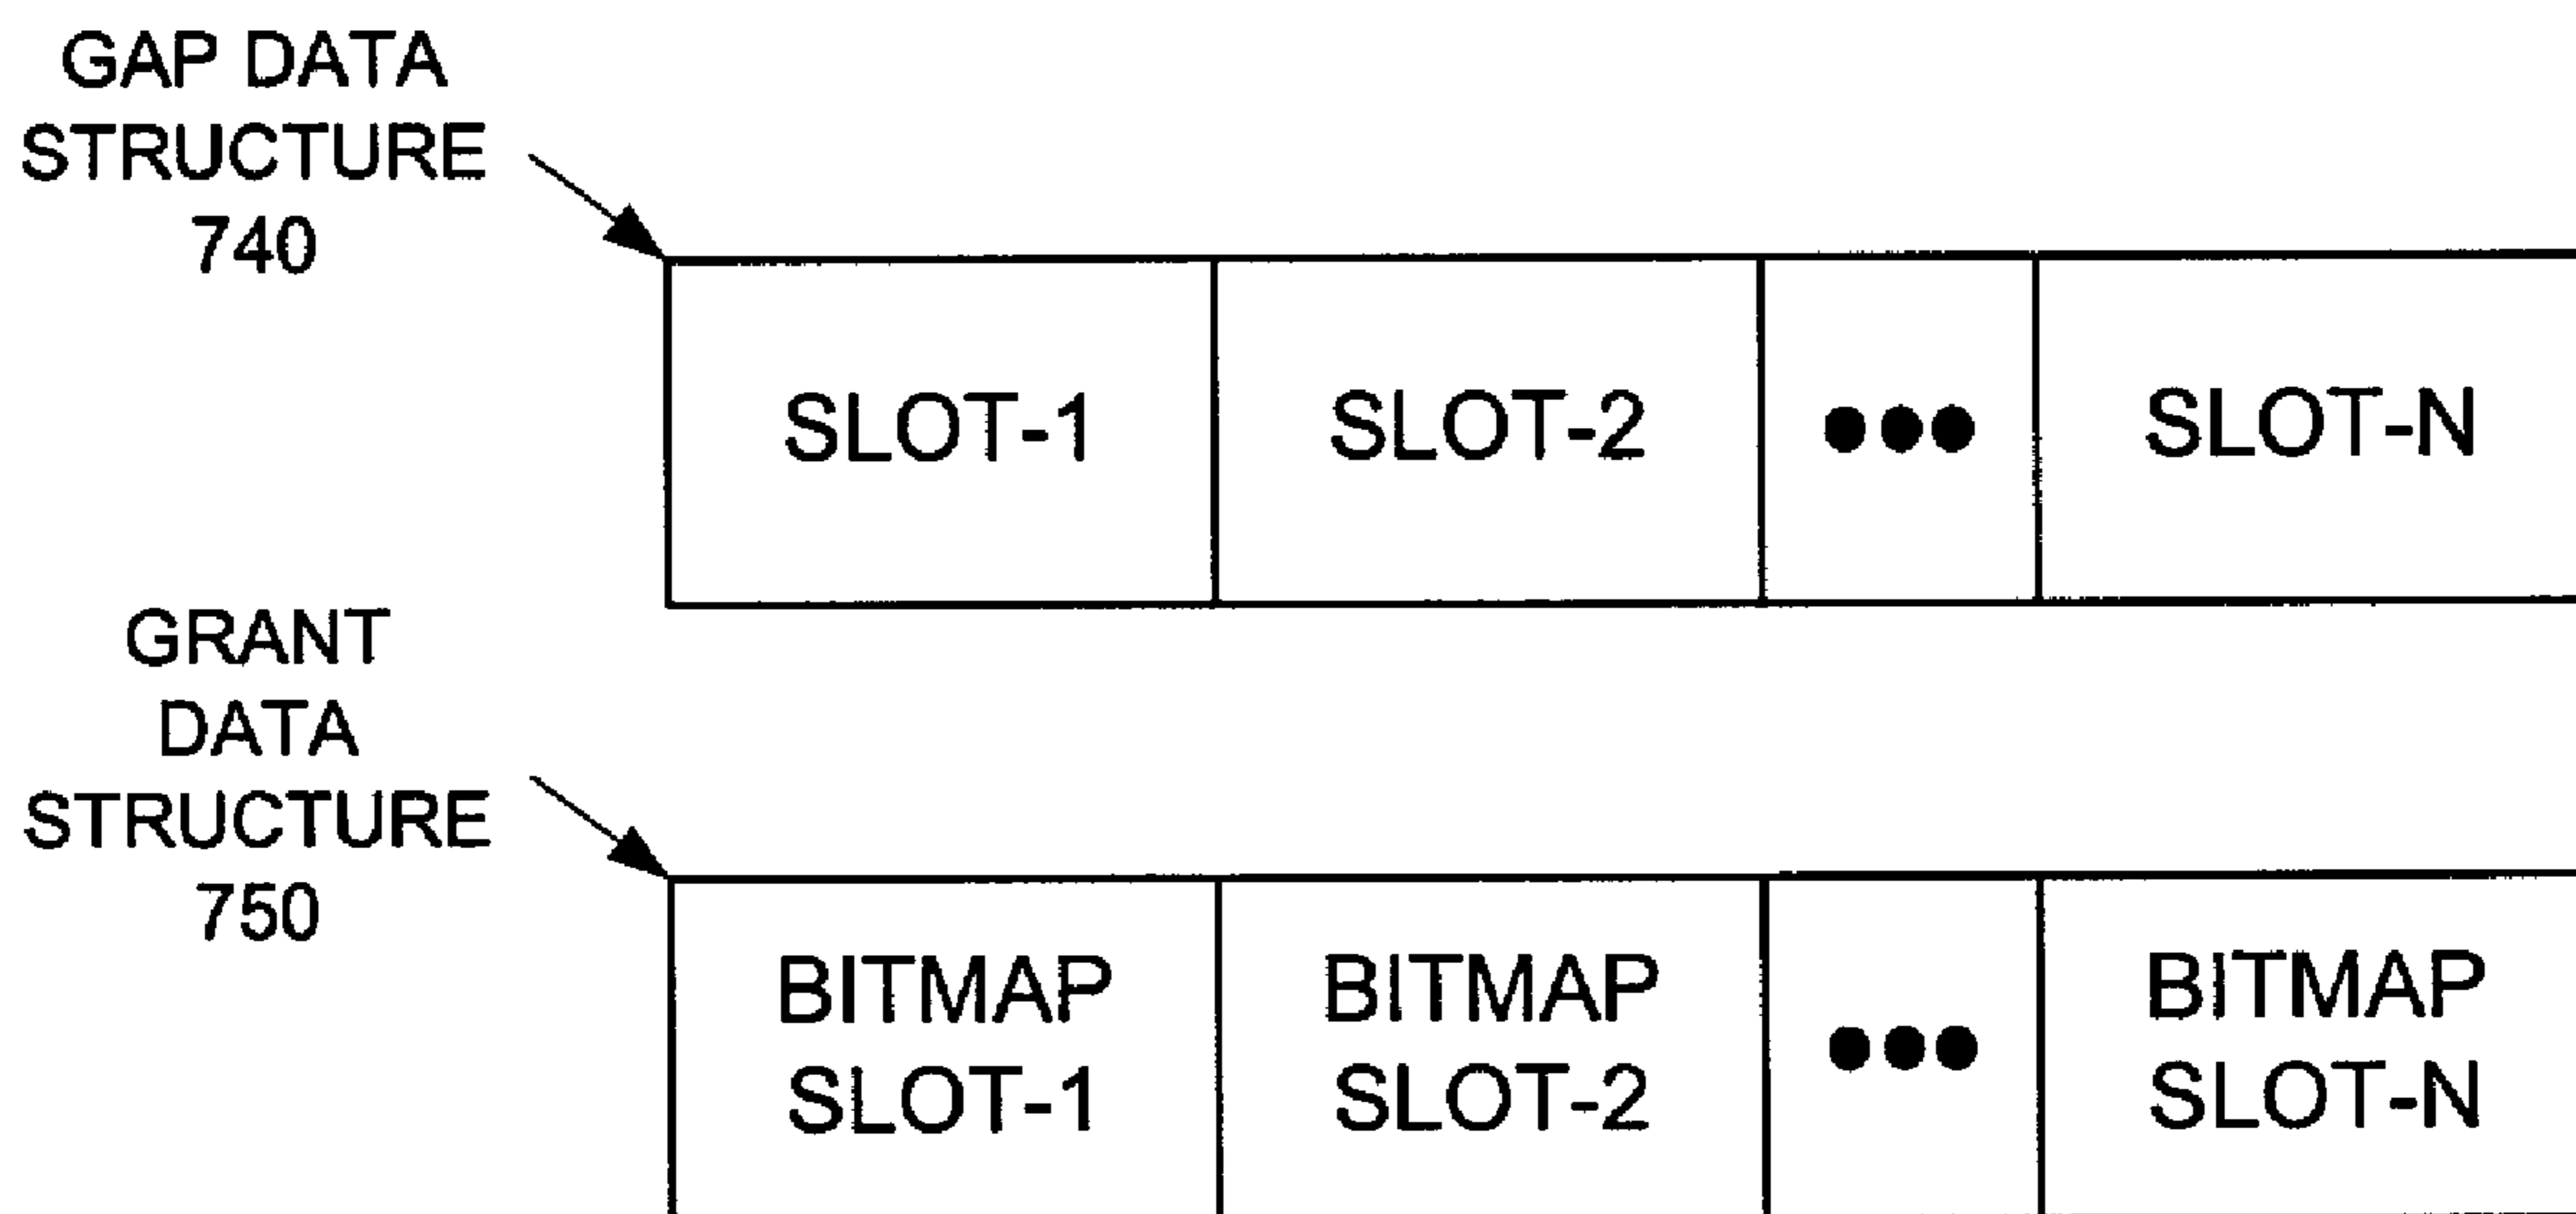 GAP DATA
STRUCTURE
740
SLOT-1
SLOT-2
●●●
SLOT-N
GRANT
DATA
STRUCTURE
750
BITMAP
SLOT-1
BITMAP
SLOT-2
●●●
BITMAP
SLOT-N